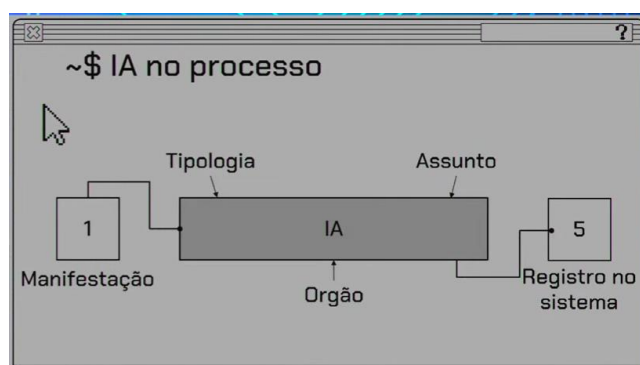 ?
~$ IA no processo
Tipologia
Assunto
1
IA
5
Manifestação
Orgão
Registro no
sistema